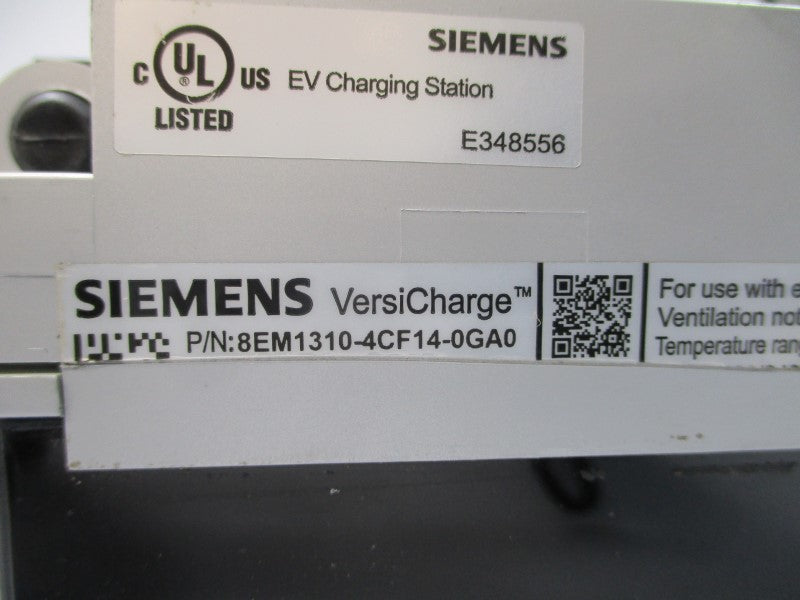 SIEMENS
C UL ® US EV Charging Station
LISTED
E348556
SIEMENS VersiCharge™
P/N: 8EM1310-4CF14-0GA0
For use with e
Ventilation not
Temperature rang